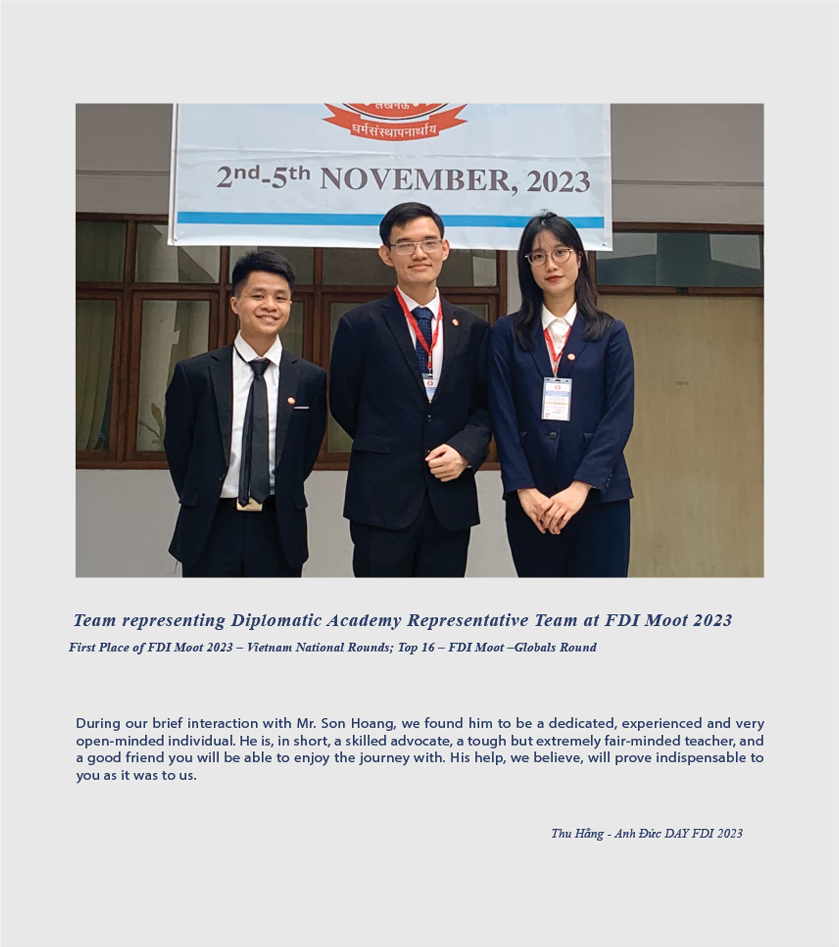 लखनऊ
धर्मसंस्थापनार्थाय
2nd-5th NOVEMBER, 2023
Team representing Diplomatic Academy Representative Team at FDI Moot 2023
First Place of FDI Moot 2023 – Vietnam National Rounds; Top 16 – FDI Moot –Globals Round
During our brief interaction with Mr. Son Hoang, we found him to be a dedicated, experienced and very
open-minded individual. He is, in short, a skilled advocate, a tough but extremely fair-minded teacher, and
a good friend you will be able to enjoy the journey with. His help, we believe, will prove indispensable to
you as it was to us.
Thu Hằng - Anh Đức DAY FDI 2023